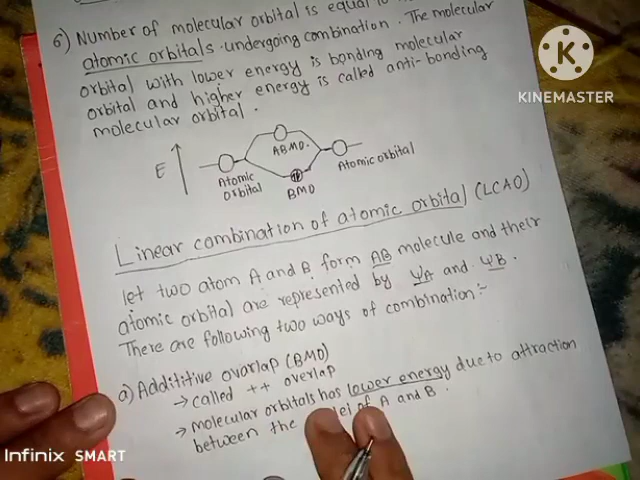 6) Number of molecular orbital is equal to
atomic orbitals undergoing combination. The molecular
orbital with lower energy is bonding molecular
orbital and higher energy is called anti-bonding
molecular orbital.
KINEMASTER
E
ABMO.
Atomic
orbital
BMO
Atomic orbital
Linear combination of atomic orbital (LCAO)
let two atom A and B form AB molecule and their
atomic orbital are represented by ΨA and ΨB.
There are following two ways of combination:-
a) Addititive ovarlap (BMO)
→ called ++ overlap
→ molecular orbitals has lower energy due to attraction
between the of A and B.
Infinix SMART